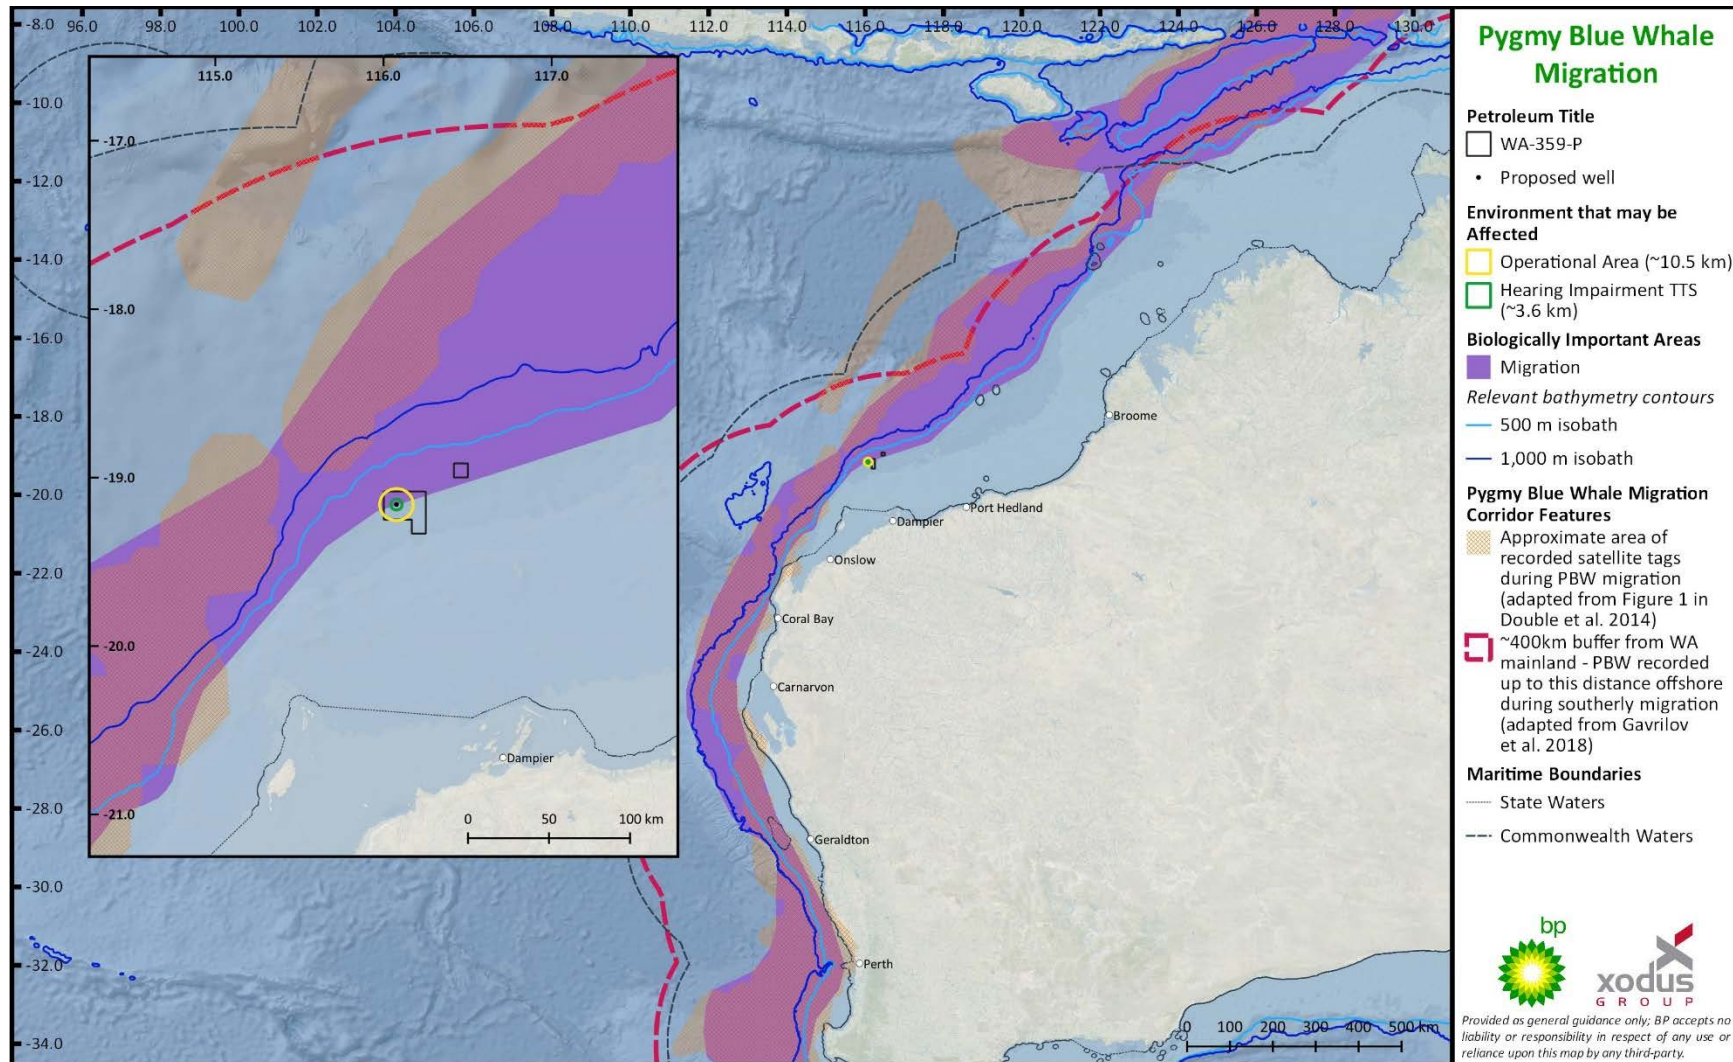 96.0 98.0 100.0 102.0 104.0 106.0 108.0 110.0 112.0 114.0 116.0 118.0 120.0 122.0 124.0 126.0 128.0 130.0
-8.0
-10.0
-12.0
-14.0
-16.0
-18.0
-20.0
-22.0
-24.0
-26.0
-28.0
-30.0
-32.0
-34.0
115.0 116.0 117.0
-17.0
-18.0
-19.0
-20.0
-21.0
Dampier
0 50 100 km
Broome
Port Hedland
Dampier
Onslow
Coral Bay
Carnarvon
Geraldton
Perth
0 100 200 300 400 500 km
Pygmy Blue Whale
Migration
Petroleum Title
WA-359-P
Proposed well
Environment that may be
Affected
Operational Area (~10.5 km)
Hearing Impairment TTS
(~3.6 km)
Biologically Important Areas
Migration
Relevant bathymetry contours
500 m isobath
1,000 m isobath
Pygmy Blue Whale Migration
Corridor Features
Approximate area of
recorded satellite tags
during PBW migration
(adapted from Figure 1 in
Double et al. 2014)
~400km buffer from WA
mainland - PBW recorded
up to this distance offshore
during southerly migration
(adapted from Gavrilov
et al. 2018)
Maritime Boundaries
State Waters
Commonwealth Waters
bp
xodus
GROUP
Provided as general guidance only; BP accepts no
liability or responsibility in respect of any use or
reliance upon this map by any third-party.